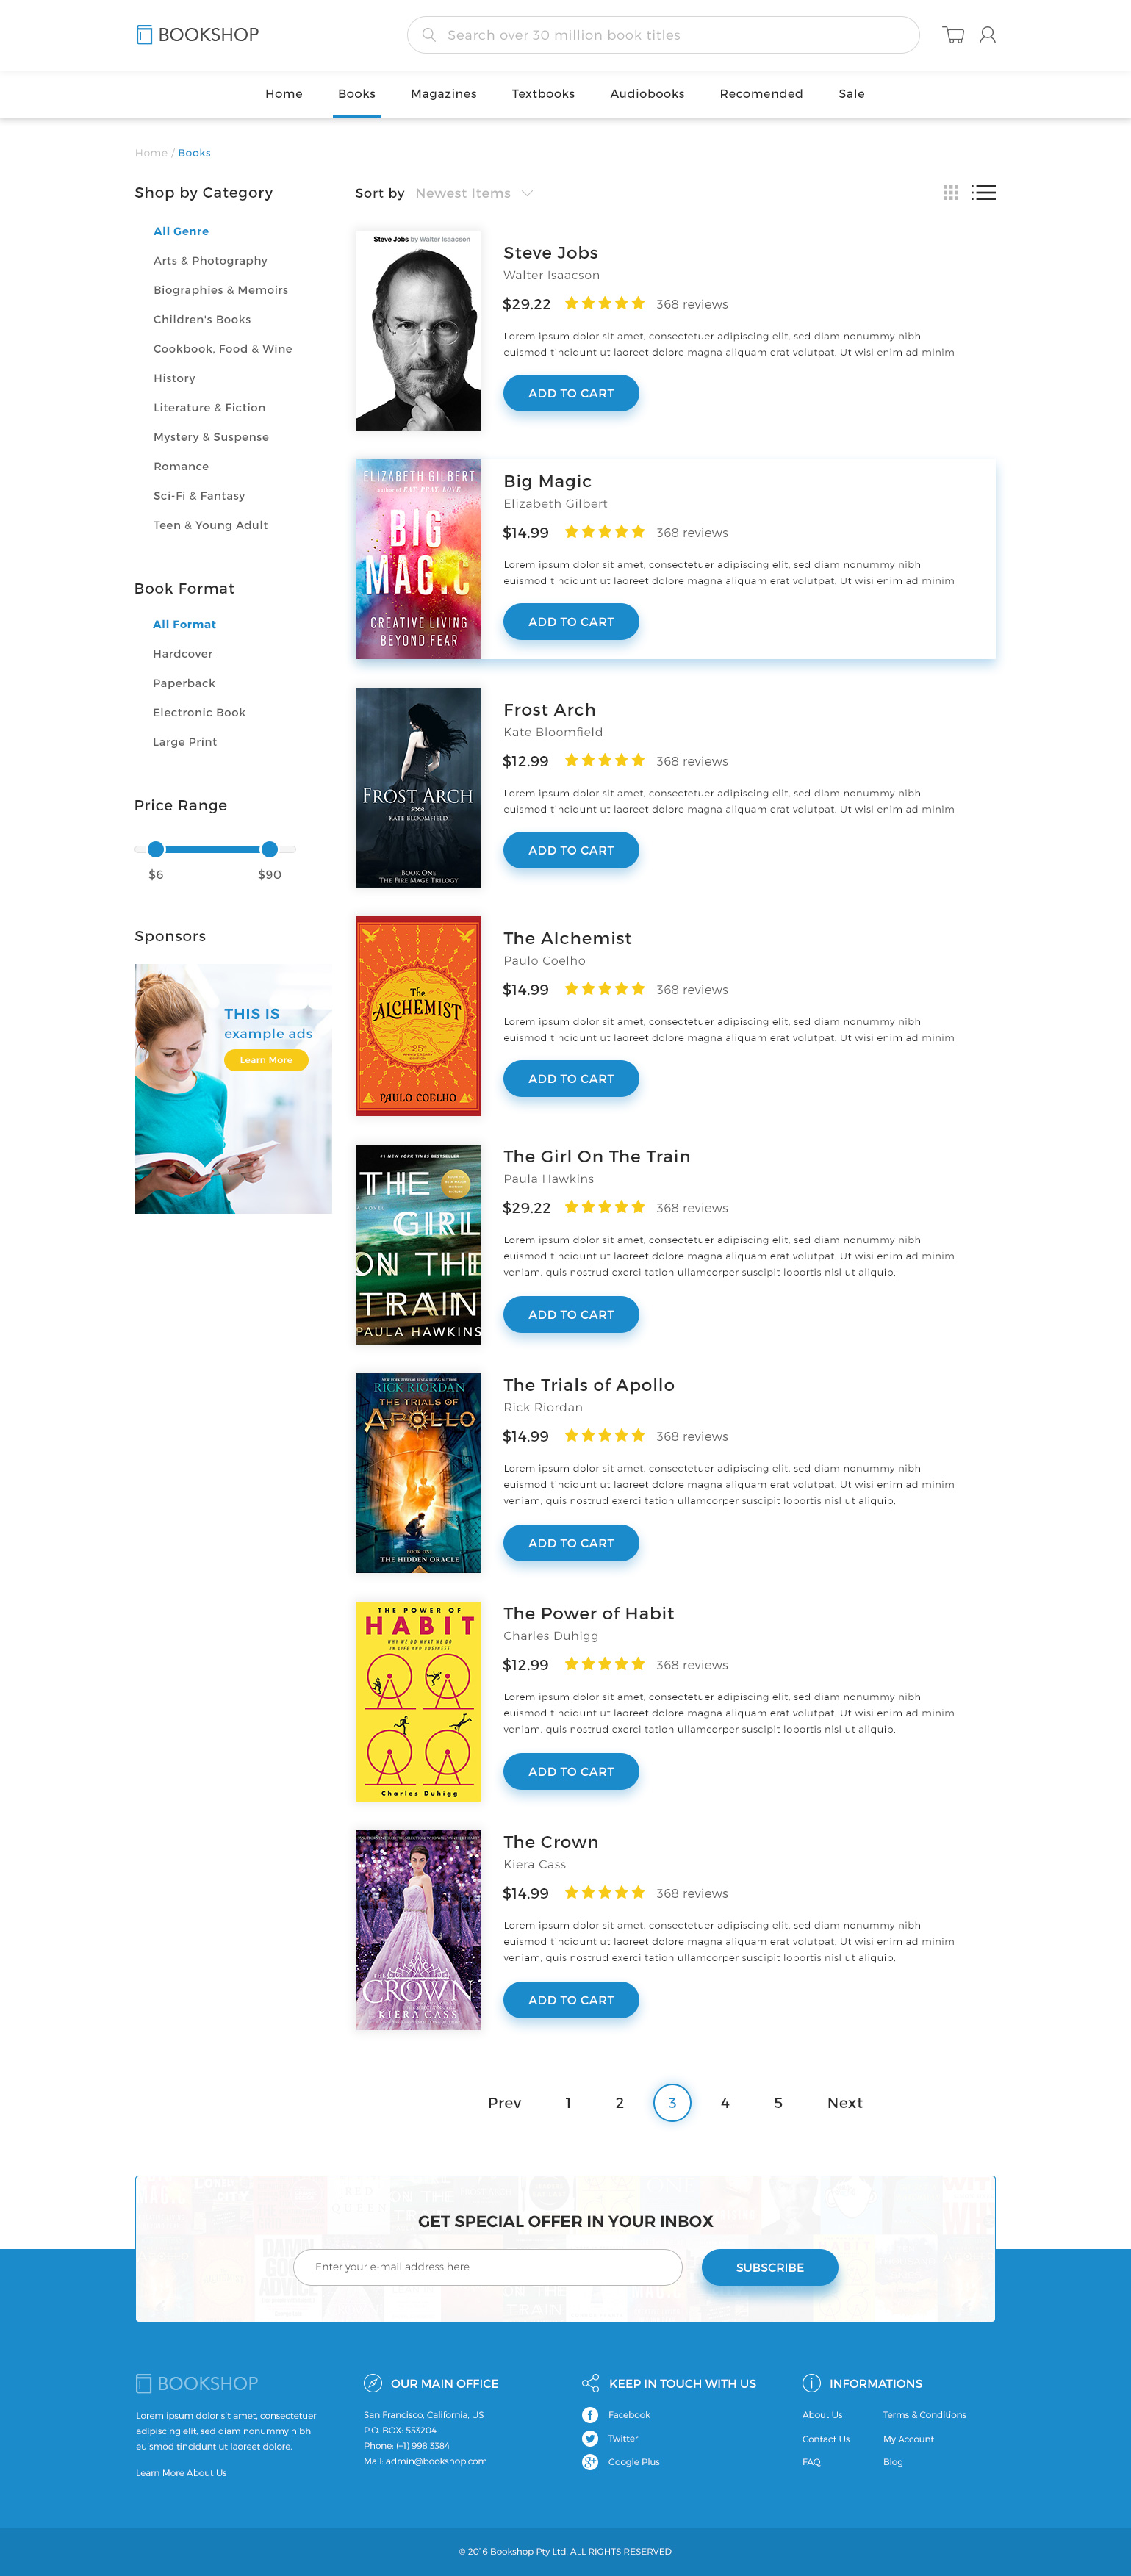 BOOKSHOP
Search over 30 million book titles
Home Books Magazines Textbooks Audiobooks Recomended Sale
Home / Books
Shop by Category
All Genre
Arts & Photography
Biographies & Memoirs
Children's Books
Cookbook, Food & Wine
History
Literature & Fiction
Mystery & Suspense
Romance
Sci-Fi & Fantasy
Teen & Young Adult
Book Format
All Format
Hardcover
Paperback
Electronic Book
Large Print
Price Range
$6 $90
Sponsors
THIS IS
example ads
Learn More
Sort by Newest Items
Steve Jobs by Walter Isaacson
Steve Jobs
Walter Isaacson
$29.22 368 reviews
Lorem ipsum dolor sit amet, consectetuer adipiscing elit, sed diam nonummy nibh
euismod tincidunt ut laoreet dolore magna aliquam erat volutpat. Ut wisi enim ad minim
ADD TO CART
ELIZABETH GILBERT
author of EAT, PRAY, LOVE
BIG
MAGIC
CREATIVE LIVING
BEYOND FEAR
Big Magic
Elizabeth Gilbert
$14.99 368 reviews
Lorem ipsum dolor sit amet, consectetuer adipiscing elit, sed diam nonummy nibh
euismod tincidunt ut laoreet dolore magna aliquam erat volutpat. Ut wisi enim ad minim
ADD TO CART
FROST ARCH
KATE BLOOMFIELD
BOOK ONE
THE FIRE MAGE TRILOGY
Frost Arch
Kate Bloomfield
$12.99 368 reviews
Lorem ipsum dolor sit amet, consectetuer adipiscing elit, sed diam nonummy nibh
euismod tincidunt ut laoreet dolore magna aliquam erat volutpat. Ut wisi enim ad minim
ADD TO CART
The
ALCHEMIST
25th
ANNIVERSARY
EDITION
PAULO COELHO
The Alchemist
Paulo Coelho
$14.99 368 reviews
Lorem ipsum dolor sit amet, consectetuer adipiscing elit, sed diam nonummy nibh
euismod tincidunt ut laoreet dolore magna aliquam erat volutpat. Ut wisi enim ad minim
ADD TO CART
#1 NEW YORK TIMES BESTSELLER
THE
A NOVEL
GIRL
ON THE
TRAIN
PAULA HAWKINS
The Girl On The Train
Paula Hawkins
$29.22 368 reviews
Lorem ipsum dolor sit amet, consectetuer adipiscing elit, sed diam nonummy nibh
euismod tincidunt ut laoreet dolore magna aliquam erat volutpat. Ut wisi enim ad minim
veniam, quis nostrud exerci tation ullamcorper suscipit lobortis nisl ut aliquip.
ADD TO CART
RICK RIORDAN
THE TRIALS OF
APOLLO
BOOK ONE
THE HIDDEN ORACLE
The Trials of Apollo
Rick Riordan
$14.99 368 reviews
Lorem ipsum dolor sit amet, consectetuer adipiscing elit, sed diam nonummy nibh
euismod tincidunt ut laoreet dolore magna aliquam erat volutpat. Ut wisi enim ad minim
veniam, quis nostrud exerci tation ullamcorper suscipit lobortis nisl ut aliquip.
ADD TO CART
THE POWER OF
HABIT
WHY WE DO WHAT WE DO
IN LIFE AND BUSINESS
Charles Duhigg
The Power of Habit
Charles Duhigg
$12.99 368 reviews
Lorem ipsum dolor sit amet, consectetuer adipiscing elit, sed diam nonummy nibh
euismod tincidunt ut laoreet dolore magna aliquam erat volutpat. Ut wisi enim ad minim
veniam, quis nostrud exerci tation ullamcorper suscipit lobortis nisl ut aliquip.
ADD TO CART
THE
CROWN
KIERA CASS
The Crown
Kiera Cass
$14.99 368 reviews
Lorem ipsum dolor sit amet, consectetuer adipiscing elit, sed diam nonummy nibh
euismod tincidunt ut laoreet dolore magna aliquam erat volutpat. Ut wisi enim ad minim
veniam, quis nostrud exerci tation ullamcorper suscipit lobortis nisl ut aliquip.
ADD TO CART
Prev 1 2 3 4 5 Next
GET SPECIAL OFFER IN YOUR INBOX
Enter your e-mail address here
SUBSCRIBE
BOOKSHOP
Lorem ipsum dolor sit amet, consectetuer
adipiscing elit, sed diam nonummy nibh
euismod tincidunt ut laoreet dolore.
Learn More About Us
OUR MAIN OFFICE
San Francisco, California, US
P.O. BOX: 553204
Phone: (+1) 998 3384
Mail: admin@bookshop.com
KEEP IN TOUCH WITH US
Facebook
Twitter
Google Plus
INFORMATIONS
About Us Terms & Conditions
Contact Us My Account
FAQ Blog
© 2016 Bookshop Pty Ltd. ALL RIGHTS RESERVED